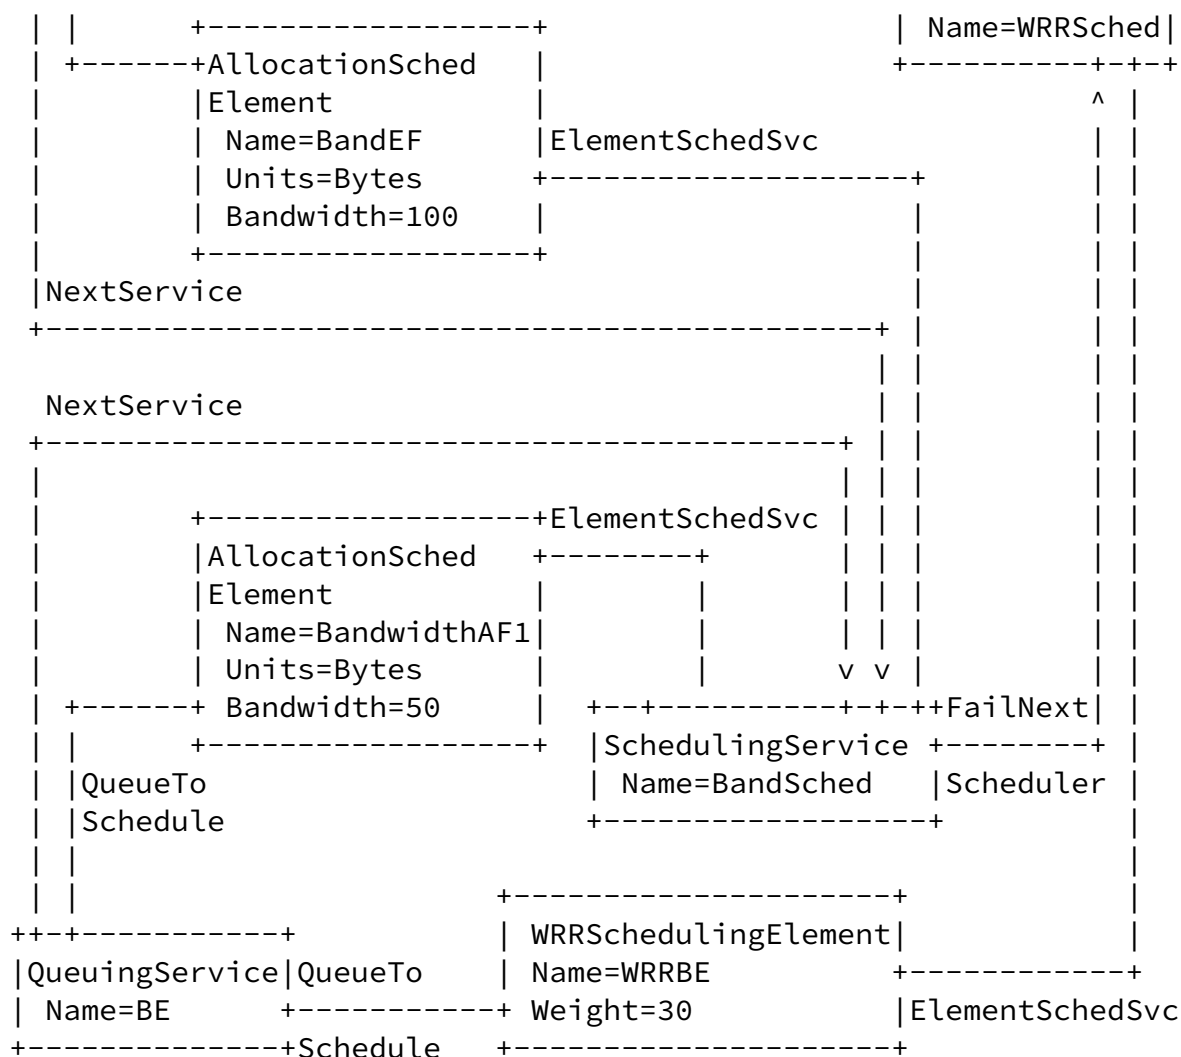 Name=WRRSched
AllocationSched
Element
Name=BandEF ElementSchedSvc
Units=Bytes
Bandwidth=100
NextService
NextService
ElementSchedSvc
AllocationSched
Element
Name=BandwidthAF1
Units=Bytes
Bandwidth=50 FailNext
SchedulingService
QueueTo Name=BandSched Scheduler
Schedule
WRRSchedulingElement
QueuingService QueueTo Name=WRRBE
Name=BE Weight=30 ElementSchedSvc
Schedule